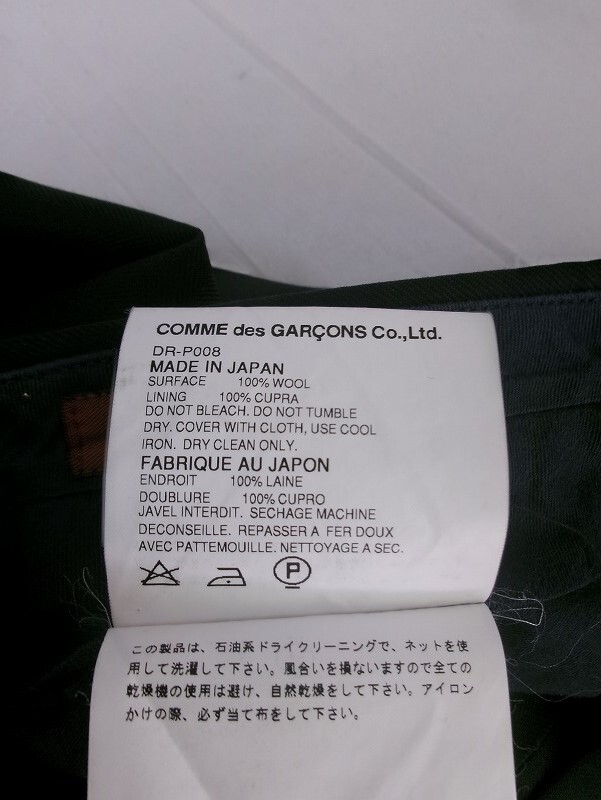 COMME des GARÇONS Co.,Ltd.
DR-P008
MADE IN JAPAN
SURFACE 100% WOOL
LINING 100% CUPRA
DO NOT BLEACH. DO NOT TUMBLE
DRY. COVER WITH CLOTH, USE COOL
IRON. DRY CLEAN ONLY.
FABRIQUE AU JAPON
ENDROIT 100% LAINE
DOUBLURE 100% CUPRO
JAVEL INTERDIT. SECHAGE MACHINE
DECONSEILLE. REPASSER A FER DOUX
AVEC PATTEMOUILLE. NETTOYAGE A SEC.
P
この製品は、石油系ドライクリーニングで、ネットを使
用して洗濯して下さい。風合いを損ないますので全ての
乾燥機の使用は避け、自然乾燥をして下さい。アイロン
かけの際、必ず当て布をして下さい。